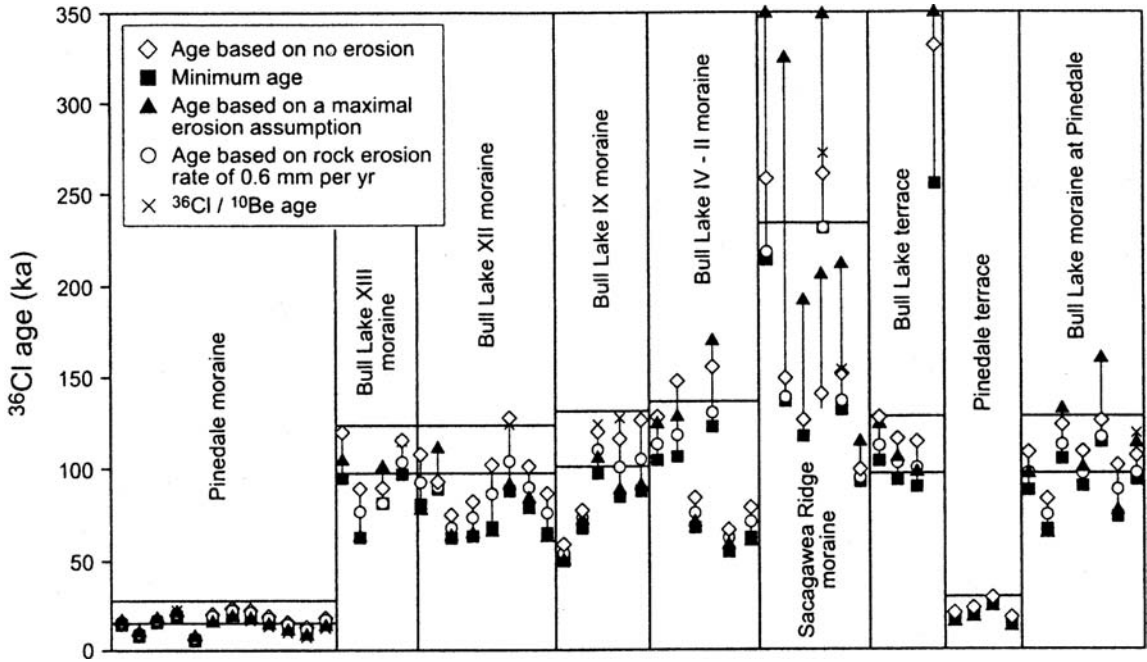 350
300
250
200
150
100
50
0
³⁶Cl age (ka)
Age based on no erosion
Minimum age
Age based on a maximal
erosion assumption
Age based on rock erosion
rate of 0.6 mm per yr
³⁶Cl / ¹⁰Be age
Pinedale moraine
Bull Lake XIII
moraine
Bull Lake XII moraine
Bull Lake IX moraine
Bull Lake IV - II moraine
Sacagawea Ridge
moraine
Bull Lake terrace
Pinedale terrace
Bull Lake moraine at Pinedale